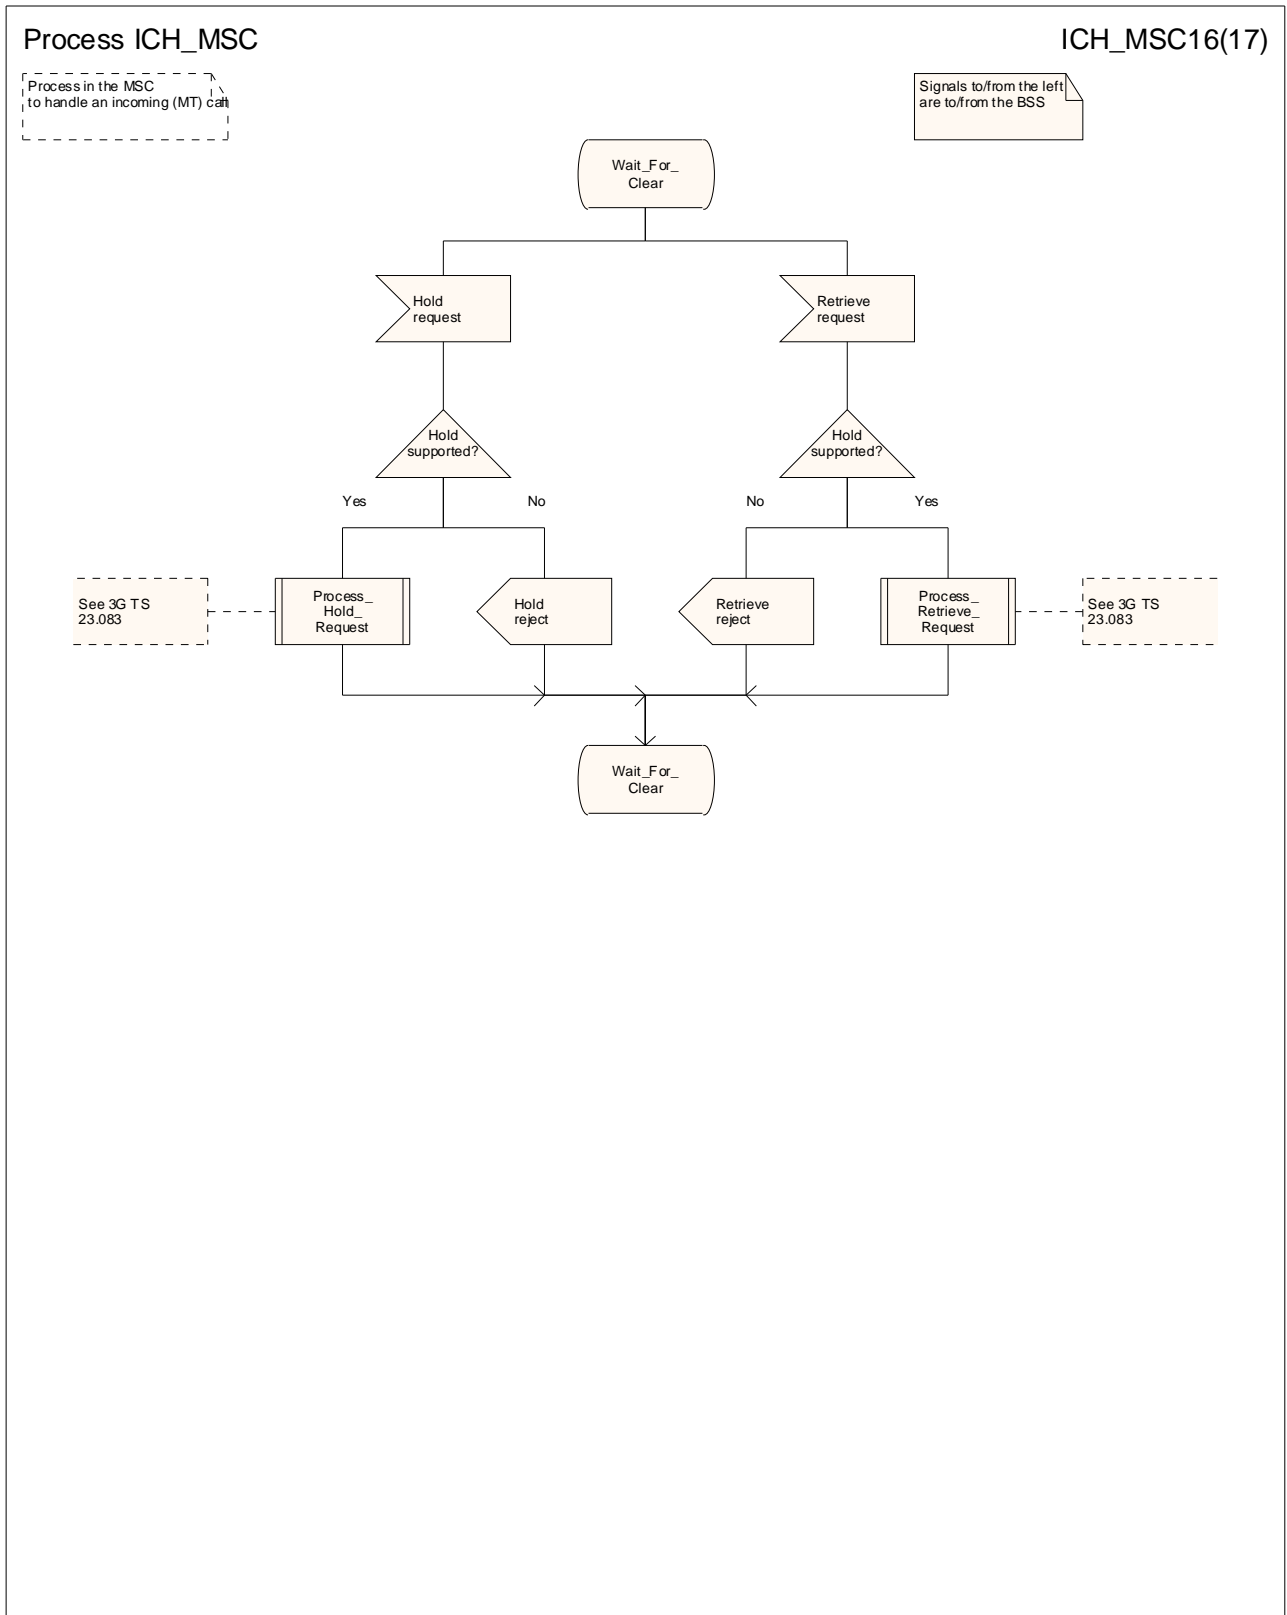 Process ICH_MSC
ICH_MSC16(17)
Process in the MSC
to handle an incoming (MT) call
Signals to/from the left
are to/from the BSS
Wait_For_
Clear
Hold
request
Retrieve
request
Hold
supported?
Hold
supported?
Yes
No
No
Yes
See 3G TS
23.083
Process_
Hold_
Request
Hold
reject
Retrieve
reject
Process_
Retrieve_
Request
See 3G TS
23.083
Wait_For_
Clear